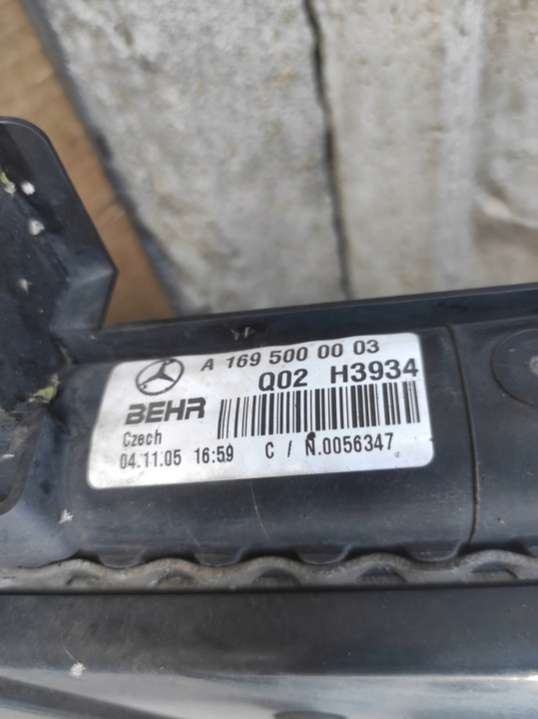 A 169 500 00 03
Q02 H3934
BEHR
Czech
04.11.05 16:59 C / N.0056347